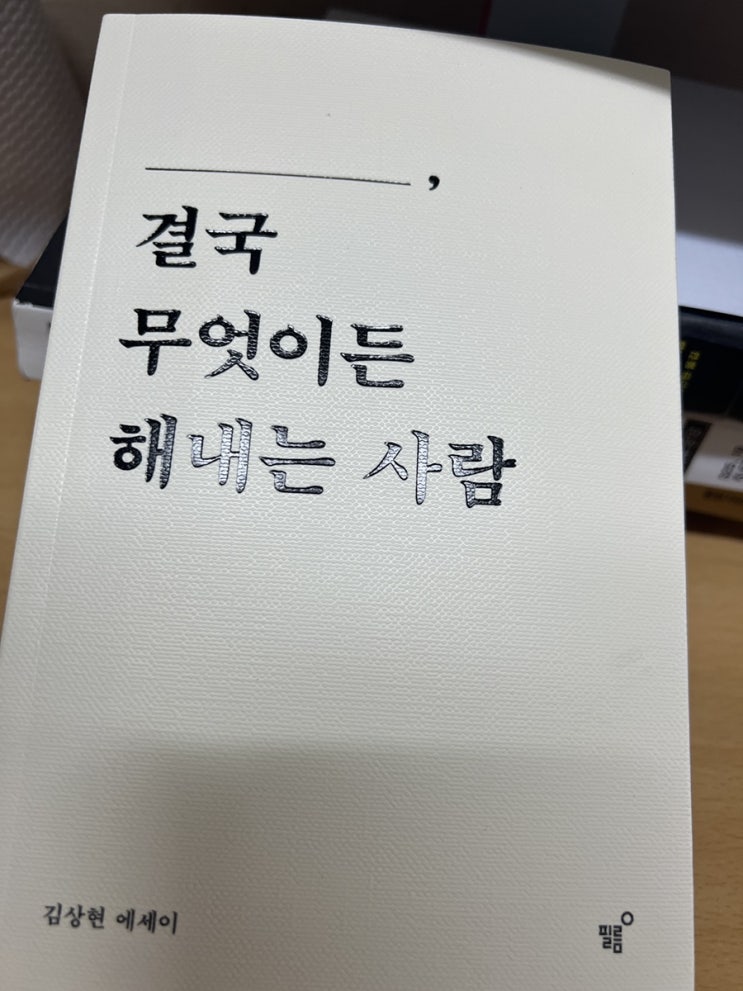 _________,
결국
무엇이든
해내는 사람
김상현 에세이
필름